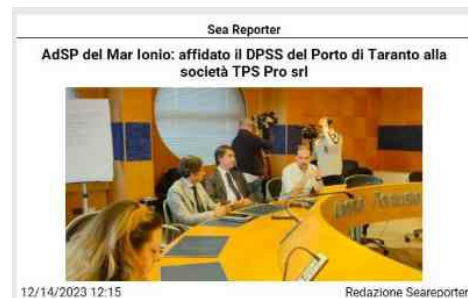 Sea Reporter
AdSP del Mar Ionio: affidato il DPSS del Porto di Taranto alla
società TPS Pro srl
12/14/2023 12:15
Redazione Seareporter